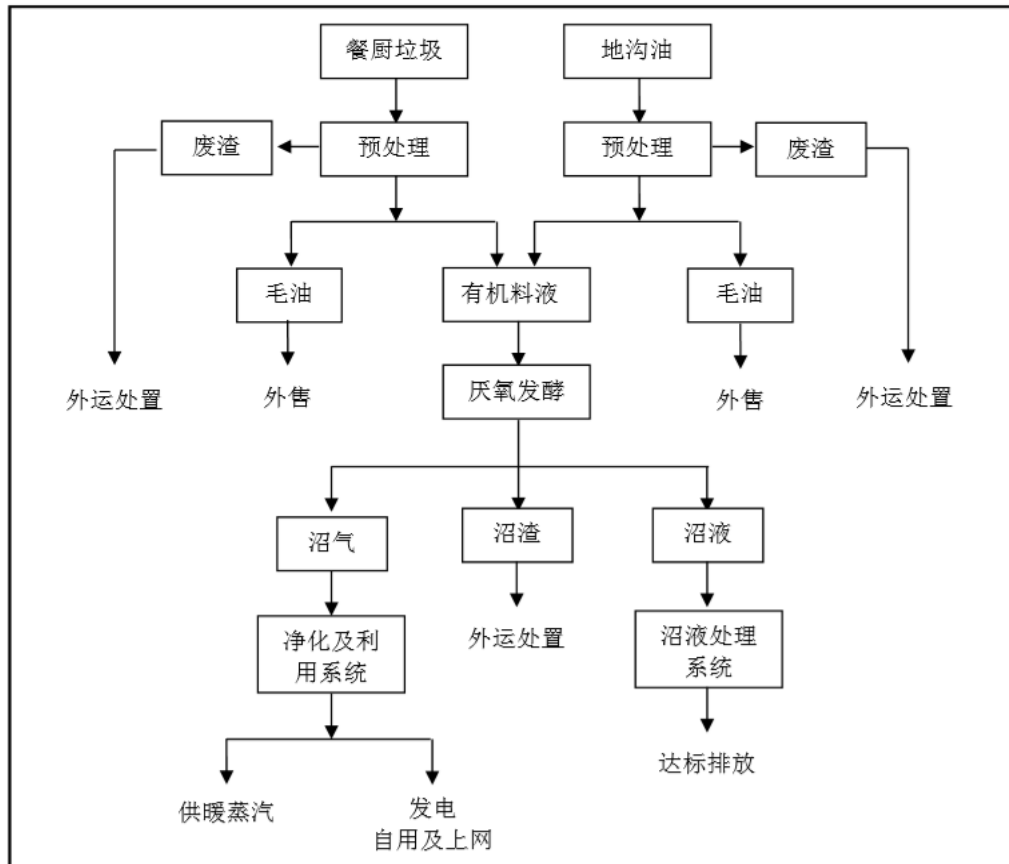 餐厨垃圾
地沟油
废渣
预处理
预处理
废渣
毛油
有机料液
毛油
外运处置
外售
厌氧发酵
外售
外运处置
沼气
沼渣
沼液
净化及利
用系统
外运处置
沼液处理
系统
达标排放
供暖蒸汽
发电
自用及上网